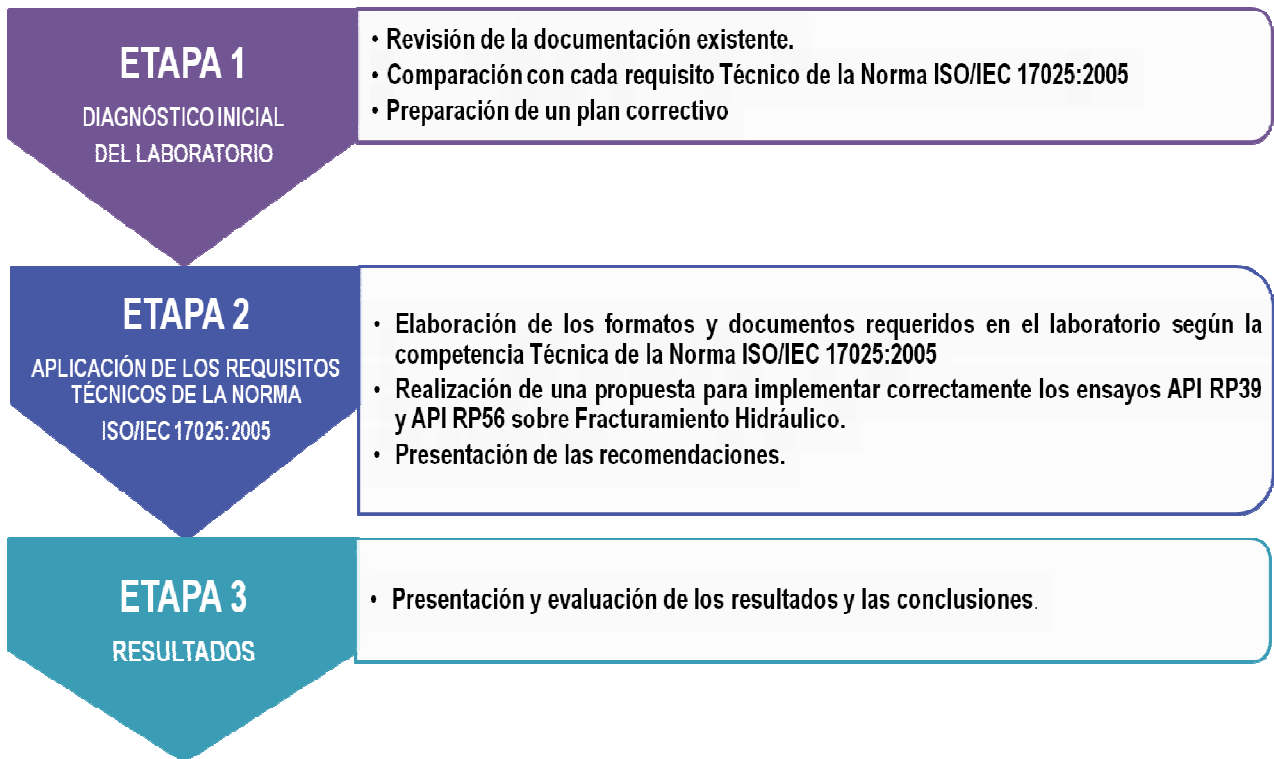 ETAPA 1
DIAGNÓSTICO INICIAL
DEL LABORATORIO
• Revisión de la documentación existente.
• Comparación con cada requisito Técnico de la Norma ISO/IEC 17025:2005
• Preparación de un plan correctivo
ETAPA 2
APLICACIÓN DE LOS REQUISITOS
TÉCNICOS DE LA NORMA
ISO/IEC 17025:2005
• Elaboración de los formatos y documentos requeridos en el laboratorio según la
competencia Técnica de la Norma ISO/IEC 17025:2005
• Realización de una propuesta para implementar correctamente los ensayos API RP39
y API RP56 sobre Fracturamiento Hidráulico.
• Presentación de las recomendaciones.
ETAPA 3
RESULTADOS
• Presentación y evaluación de los resultados y las conclusiones.